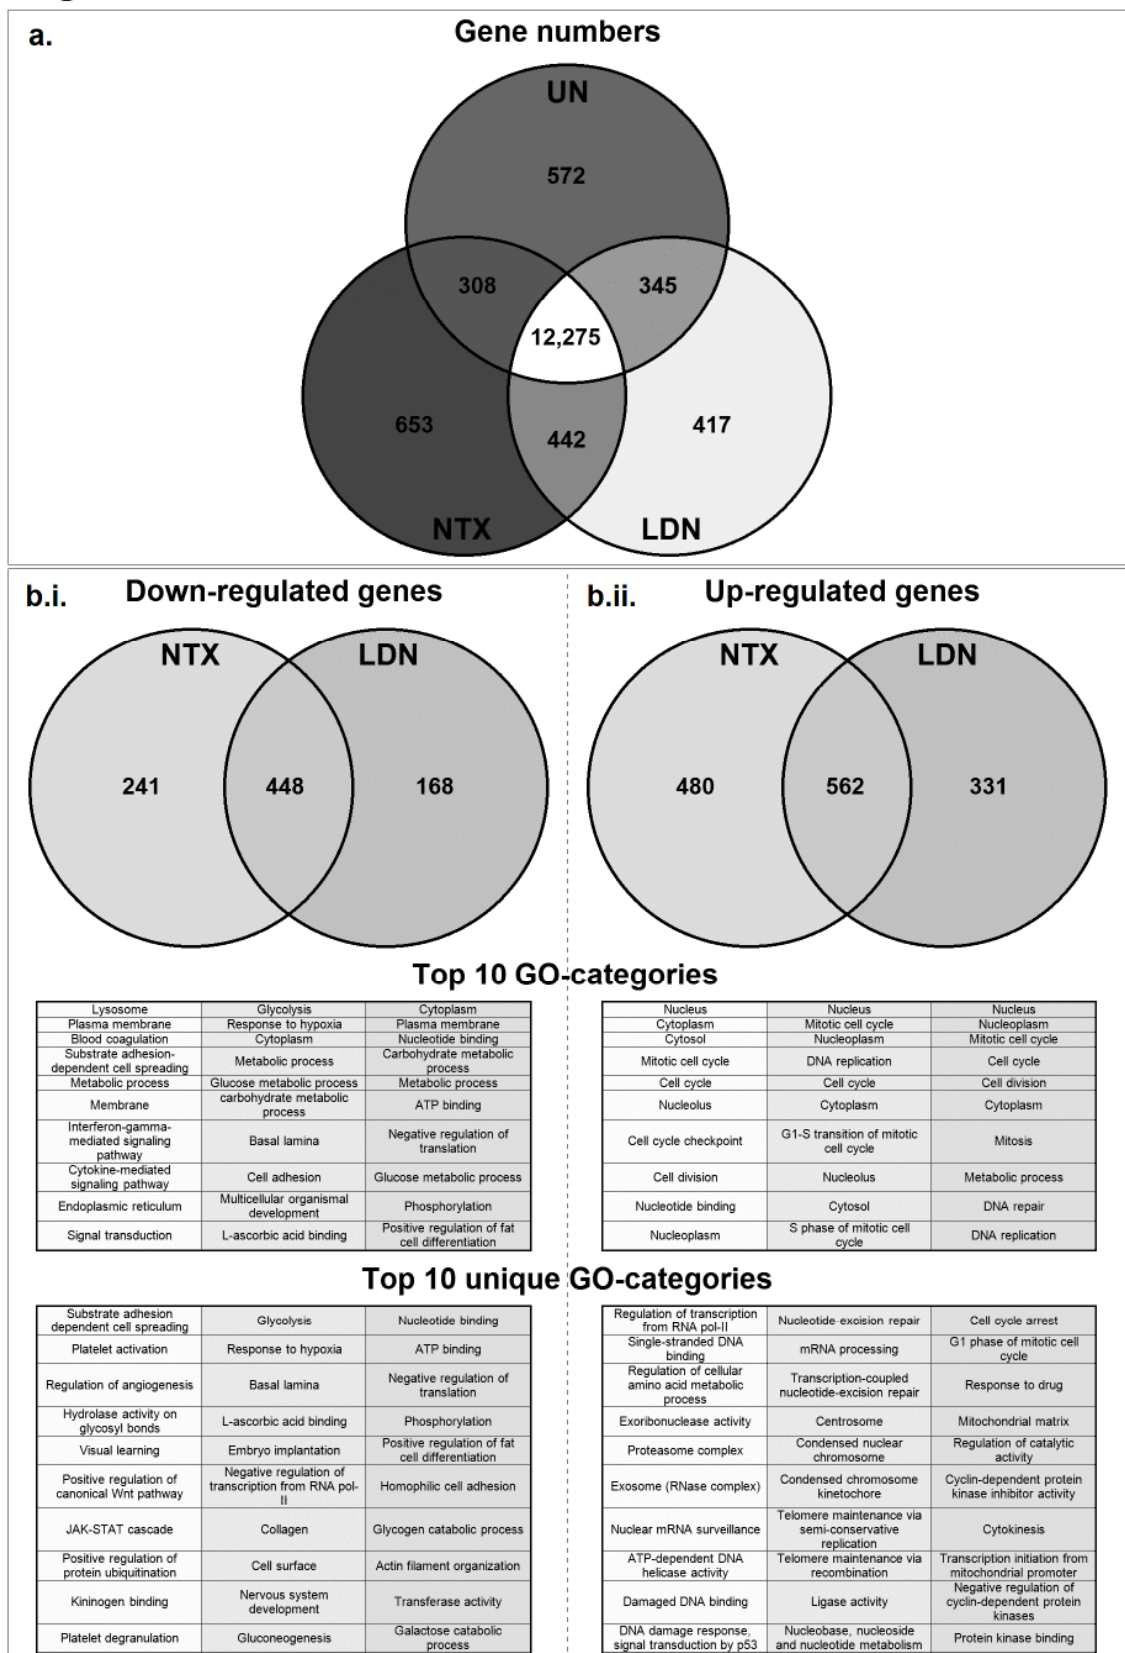 a.
Gene numbers
UN
572
308
345
12,275
653
442
417
NTX
LDN
b.i.
Down-regulated genes
NTX
LDN
241
448
168
b.ii.
Up-regulated genes
NTX
LDN
480
562
331
Top 10 GO-categories
Lysosome
Glycolysis
Cytoplasm
Plasma membrane
Response to hypoxia
Plasma membrane
Blood coagulation
Cytoplasm
Nucleotide binding
Substrate adhesion-
dependent cell spreading
Metabolic process
Carbohydrate metabolic
process
Metabolic process
Glucose metabolic process
Metabolic process
Membrane
carbohydrate metabolic
process
ATP binding
Interferon-gamma-
mediated signaling
pathway
Basal lamina
Negative regulation of
translation
Cytokine-mediated
signaling pathway
Cell adhesion
Glucose metabolic process
Endoplasmic reticulum
Multicellular organismal
development
Phosphorylation
Signal transduction
L-ascorbic acid binding
Positive regulation of fat
cell differentiation
Nucleus
Nucleus
Nucleus
Cytoplasm
Mitotic cell cycle
Nucleoplasm
Cytosol
Nucleoplasm
Mitotic cell cycle
Mitotic cell cycle
DNA replication
Cell cycle
Cell cycle
Cell cycle
Cell division
Nucleolus
Cytoplasm
Cytoplasm
Cell cycle checkpoint
G1-S transition of mitotic
cell cycle
Mitosis
Cell division
Nucleolus
Metabolic process
Nucleotide binding
Cytosol
DNA repair
Nucleoplasm
S phase of mitotic cell
cycle
DNA replication
Top 10 unique GO-categories
Substrate adhesion
dependent cell spreading
Glycolysis
Nucleotide binding
Platelet activation
Response to hypoxia
ATP binding
Regulation of angiogenesis
Basal lamina
Negative regulation of
translation
Hydrolase activity on
glycosyl bonds
L-ascorbic acid binding
Phosphorylation
Visual learning
Embryo implantation
Positive regulation of fat
cell differentiation
Positive regulation of
canonical Wnt pathway
Negative regulation of
transcription from RNA pol-
II
Homophilic cell adhesion
JAK-STAT cascade
Collagen
Glycogen catabolic process
Positive regulation of
protein ubiquitination
Cell surface
Actin filament organization
Kininogen binding
Nervous system
development
Transferase activity
Platelet degranulation
Gluconeogenesis
Galactose catabolic
process
Regulation of transcription
from RNA pol-II
Nucleotide-excision repair
Cell cycle arrest
Single-stranded DNA
binding
mRNA processing
G1 phase of mitotic cell
cycle
Regulation of cellular
amino acid metabolic
process
Transcription-coupled
nucleotide-excision repair
Response to drug
Exoribonuclease activity
Centrosome
Mitochondrial matrix
Proteasome complex
Condensed nuclear
chromosome
Regulation of catalytic
activity
Exosome (RNase complex)
Condensed chromosome
kinetochore
Cyclin-dependent protein
kinase inhibitor activity
Nuclear mRNA surveillance
Telomere maintenance via
semi-conservative
replication
Cytokinesis
ATP-dependent DNA
helicase activity
Telomere maintenance via
recombination
Transcription initiation from
mitochondrial promoter
Damaged DNA binding
Ligase activity
Negative regulation of
cyclin-dependent protein
kinases
DNA damage response,
signal transduction by p53
Nucleobase, nucleoside
and nucleotide metabolism
Protein kinase binding